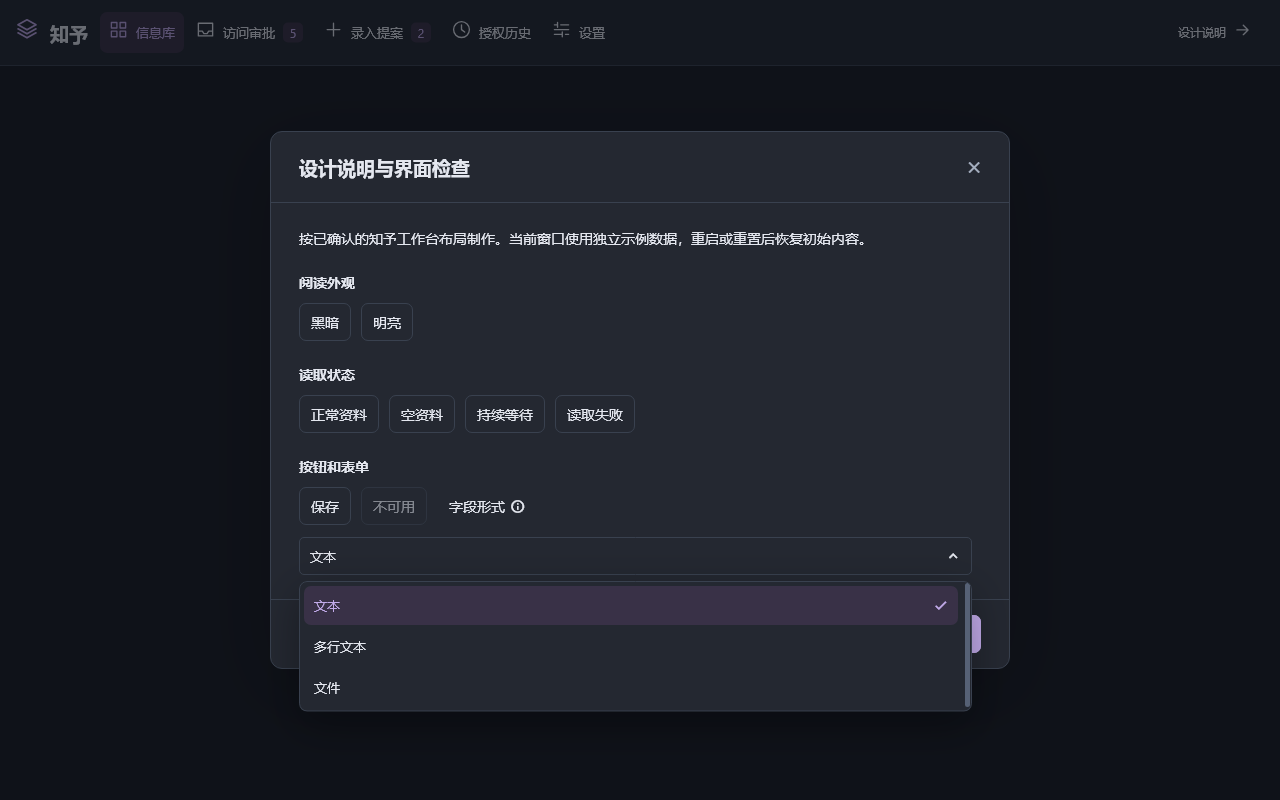 知予 信息库 访问审批 5 录入提案 2 授权历史 设置 设计说明
设计说明与界面检查
按已确认的知予工作台布局制作。当前窗口使用独立示例数据，重启或重置后恢复初始内容。
阅读外观
黑暗 明亮
读取状态
正常资料 空资料 持续等待 读取失败
按钮和表单
保存 不可用 字段形式
文本
文本
多行文本
文件